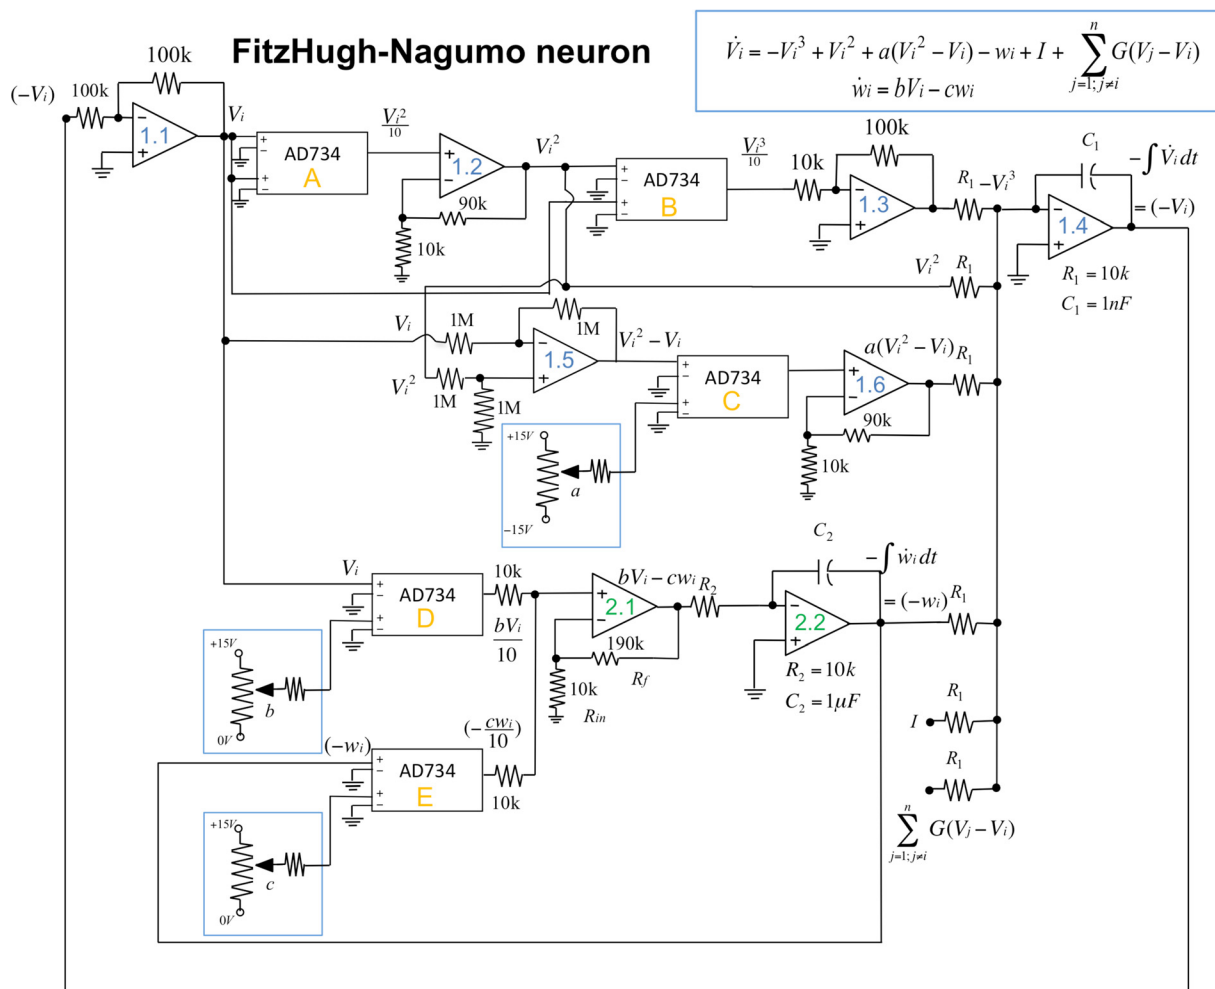 FitzHugh-Nagumo neuron
V̇ᵢ = −Vᵢ³ + Vᵢ² + a(Vᵢ² − Vᵢ) − wᵢ + I + ∑ⁿ_{j=1; j≠i} G(Vⱼ − Vᵢ)
ẇᵢ = bVᵢ − cwᵢ
100k
(−Vᵢ)
100k
−
+
1.1
Vᵢ
+
−
+
−
AD734
A
Vᵢ²/10
+
−
1.2
90k
10k
Vᵢ²
+
−
+
−
AD734
B
Vᵢ³/10
10k
100k
−
+
1.3
R₁
−Vᵢ³
C₁
−∫V̇ᵢ dt
= (−Vᵢ)
−
+
1.4
R₁ = 10k
C₁ = 1nF
Vᵢ²
R₁
Vᵢ
1M
1M
−
+
1.5
Vᵢ² − Vᵢ
Vᵢ²
1M
1M
+
−
+
−
AD734
C
+
−
1.6
a(Vᵢ² − Vᵢ)
R₁
90k
10k
+15V
a
−15V
Vᵢ
+
−
+
−
AD734
D
10k
bVᵢ/10
+
−
2.1
bVᵢ − cwᵢ
R₂
190k
R_f
10k
R_in
C₂
−∫ẇᵢ dt
= (−wᵢ)
R₁
−
+
2.2
R₂ = 10k
C₂ = 1µF
+15V
b
0V
(−wᵢ)
+
−
+
−
AD734
E
(−cwᵢ/10)
10k
+15V
c
0V
R₁
I
R₁
∑ⁿ_{j=1; j≠i} G(Vⱼ − Vᵢ)